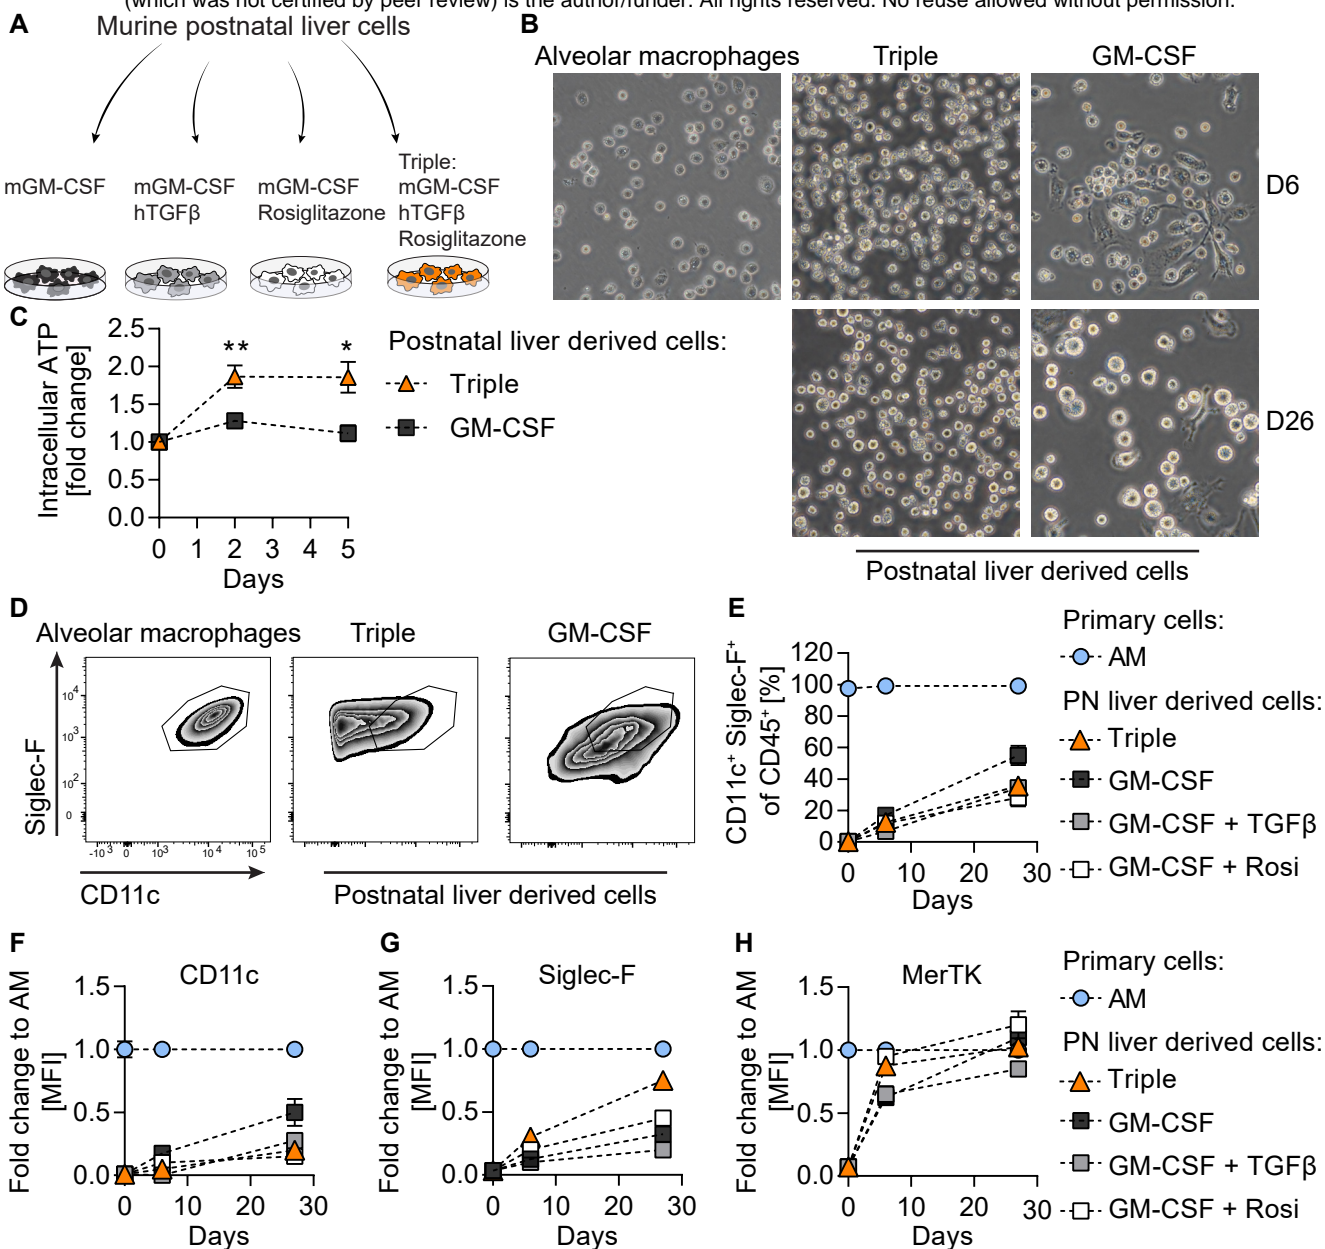 (which was not certified by peer review) is the author/funder. All rights reserved. No reuse allowed without permission.
A
Murine postnatal liver cells
mGM-CSF
mGM-CSF
hTGFβ
mGM-CSF
Rosiglitazone
Triple:
mGM-CSF
hTGFβ
Rosiglitazone
B
Alveolar macrophages
Triple
GM-CSF
D6
D26
Postnatal liver derived cells
C
Intracellular ATP
[fold change]
2.5
2.0
1.5
1.0
0.5
0.0
**
*
0 1 2 3 4 5
Days
Postnatal liver derived cells:
Triple
GM-CSF
D
Alveolar macrophages
Triple
GM-CSF
Siglec-F
10⁴
10³
10²
0
-10³ 0 10³ 10⁴ 10⁵
CD11c
Postnatal liver derived cells
E
CD11c⁺ Siglec-F⁺
of CD45⁺ [%]
120
100
80
60
40
20
0
0 10 20 30
Days
Primary cells:
AM
PN liver derived cells:
Triple
GM-CSF
GM-CSF + TGFβ
GM-CSF + Rosi
F
CD11c
Fold change to AM
[MFI]
1.5
1.0
0.5
0.0
0 10 20 30
Days
G
Siglec-F
Fold change to AM
[MFI]
1.5
1.0
0.5
0.0
0 10 20 30
Days
H
MerTK
Fold change to AM
[MFI]
1.5
1.0
0.5
0.0
0 10 20 30
Days
Primary cells:
AM
PN liver derived cells:
Triple
GM-CSF
GM-CSF + TGFβ
GM-CSF + Rosi